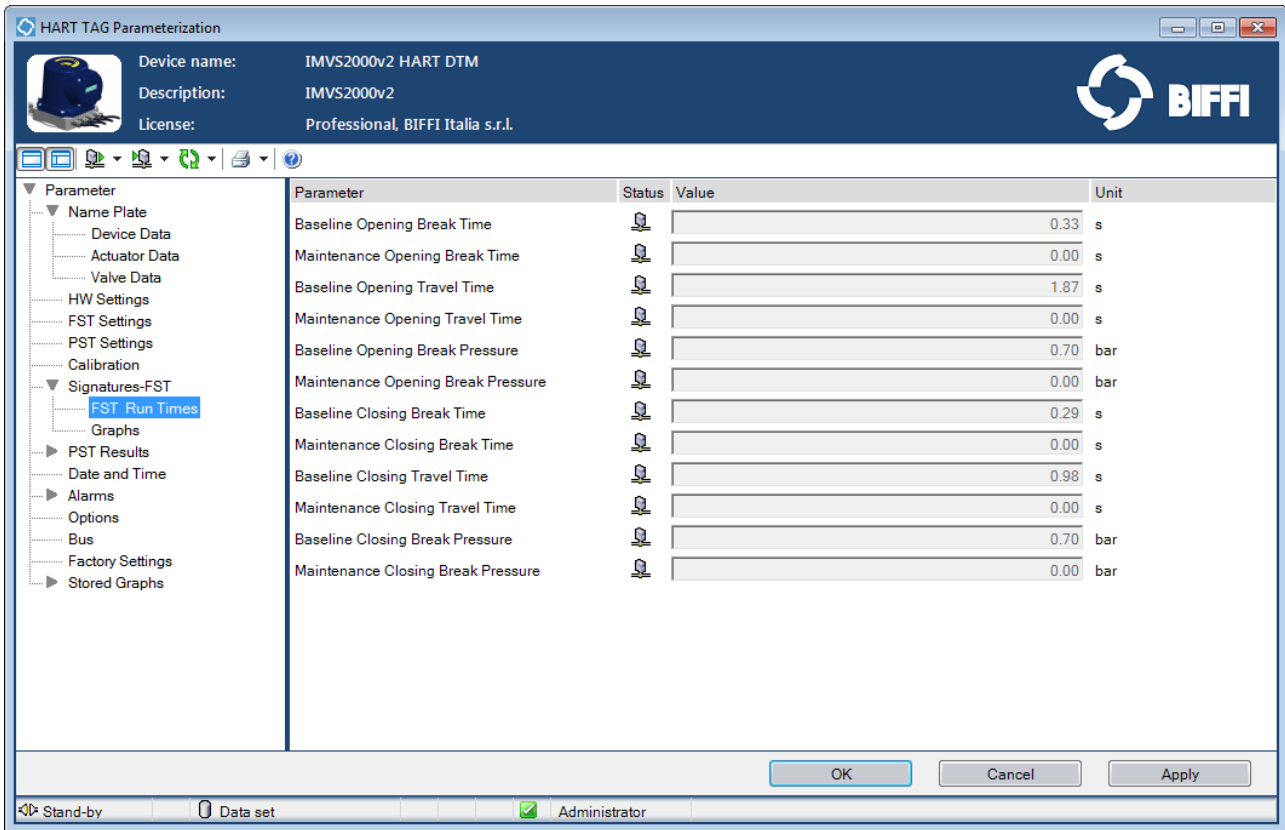 HART TAG Parameterization
Device name: IMVS2000v2 HART DTM
Description: IMVS2000v2
License: Professional, BIFFI Italia s.r.l.
BIFFI
Parameter
Name Plate
Device Data
Actuator Data
Valve Data
HW Settings
FST Settings
PST Settings
Calibration
Signatures-FST
FST Run Times
Graphs
PST Results
Date and Time
Alarms
Options
Bus
Factory Settings
Stored Graphs
Parameter Status Value Unit
Baseline Opening Break Time 0.33 s
Maintenance Opening Break Time 0.00 s
Baseline Opening Travel Time 1.87 s
Maintenance Opening Travel Time 0.00 s
Baseline Opening Break Pressure 0.70 bar
Maintenance Opening Break Pressure 0.00 bar
Baseline Closing Break Time 0.29 s
Maintenance Closing Break Time 0.00 s
Baseline Closing Travel Time 0.98 s
Maintenance Closing Travel Time 0.00 s
Baseline Closing Break Pressure 0.70 bar
Maintenance Closing Break Pressure 0.00 bar
OK Cancel Apply
Stand-by Data set Administrator